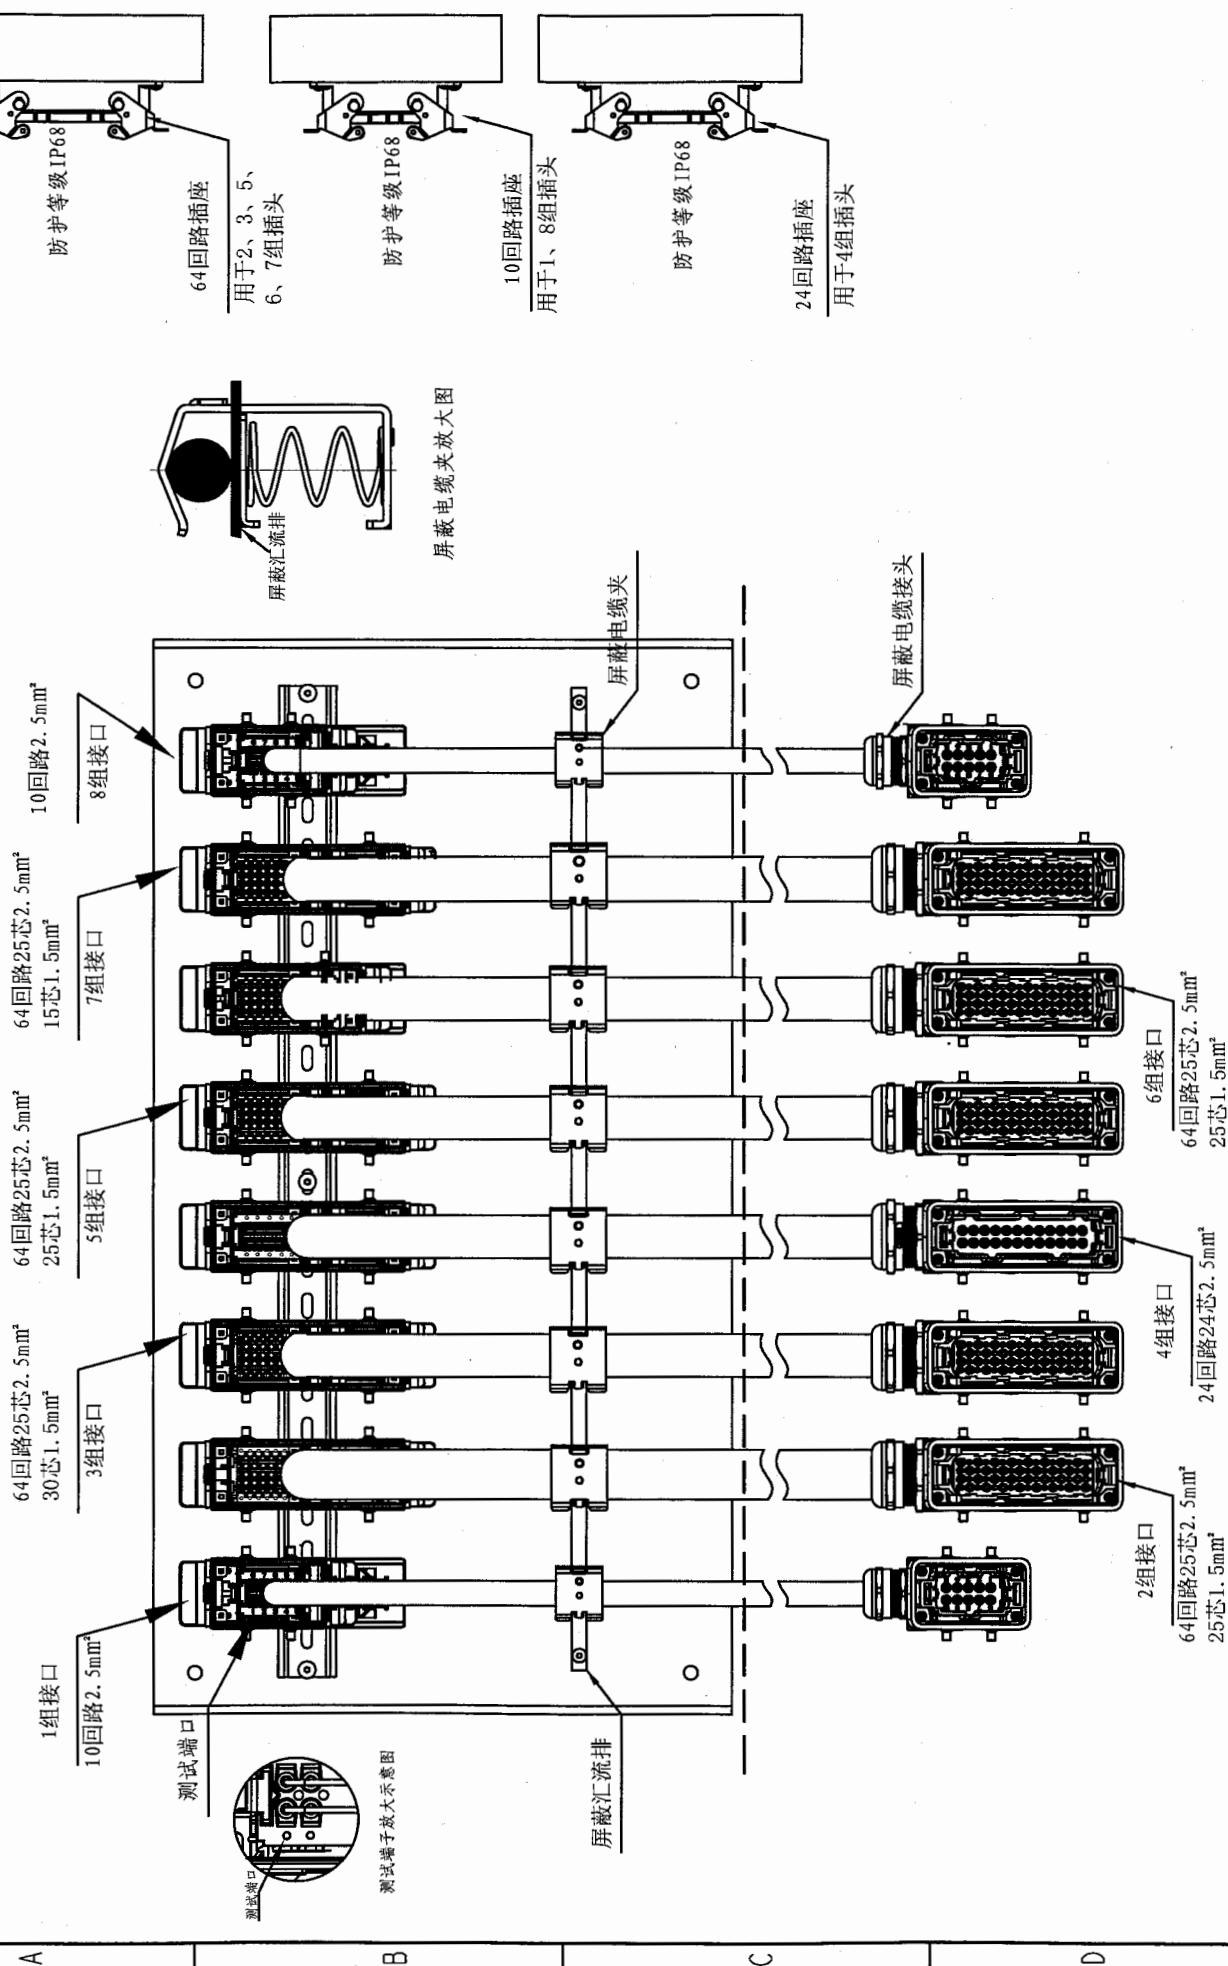 防护等级IP68
64回路插座
用于2、3、5、
6、7组插头
防护等级IP68
10回路插座
用于1、8组插头
防护等级IP68
24回路插座
用于4组插头
屏蔽汇流排
屏蔽电缆夹放大图
屏蔽电缆夹
屏蔽电缆接头
10回路2.5mm²
8组接口
64回路25芯2.5mm²
15芯1.5mm²
7组接口
64回路25芯2.5mm²
25芯1.5mm²
5组接口
64回路25芯2.5mm²
30芯1.5mm²
3组接口
1组接口
10回路2.5mm²
6组接口
64回路25芯2.5mm²
25芯1.5mm²
4组接口
24回路24芯2.5mm²
2组接口
64回路25芯2.5mm²
25芯1.5mm²
测试端口
测试端口
测试端子放大示意图
屏蔽汇流排
A
B
C
D